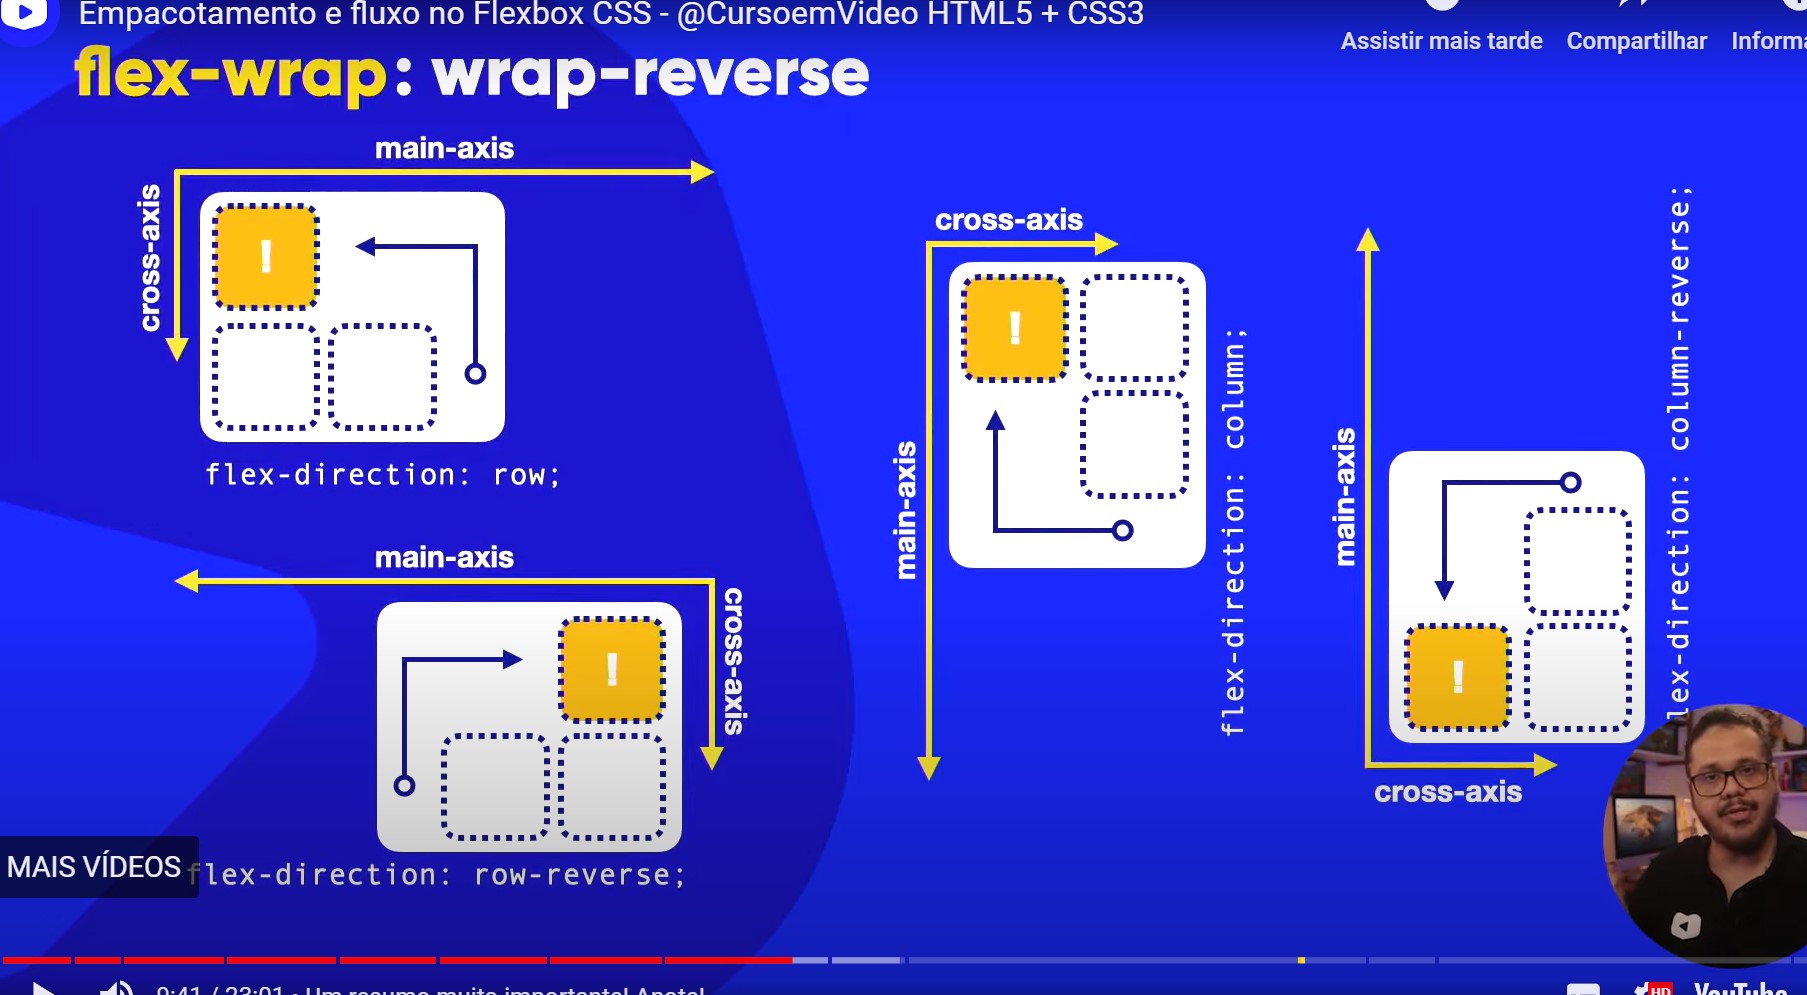 Empacotamento e fluxo no Flexbox CSS - @CursoemVideo HTML5 + CSS3
Assistir mais tarde
Compartilhar
flex-wrap: wrap-reverse
main-axis
cross-axis
!
flex-direction: row;
main-axis
cross-axis
!
flex-direction: row-reverse;
cross-axis
main-axis
!
flex-direction: column;
main-axis
cross-axis
!
flex-direction: column-reverse;
MAIS VÍDEOS
9:41 / 23:01 • Um resumo muito importante! Anote!
HD
YouTube